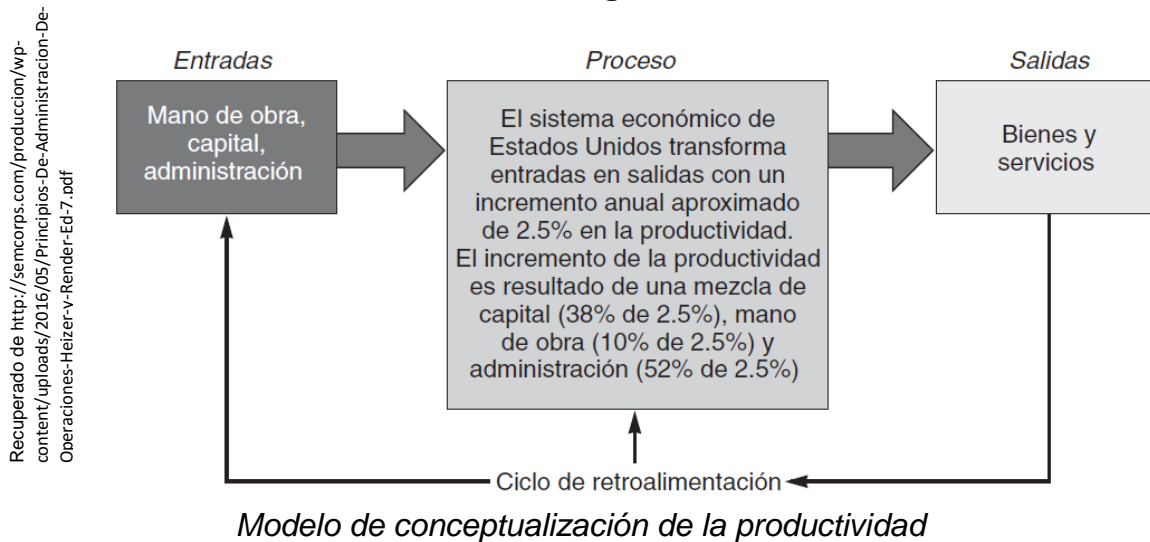 Recuperado de http://semcorps.com/produccion/wp-
content/uploads/2016/05/Principios-De-Administracion-De-
Operaciones-Heizer-y-Render-Ed-7.pdf
Entradas
Mano de obra,
capital,
administración
Proceso
El sistema económico de
Estados Unidos transforma
entradas en salidas con un
incremento anual aproximado
de 2.5% en la productividad.
El incremento de la productividad
es resultado de una mezcla de
capital (38% de 2.5%), mano
de obra (10% de 2.5%) y
administración (52% de 2.5%)
Salidas
Bienes y
servicios
Ciclo de retroalimentación
Modelo de conceptualización de la productividad